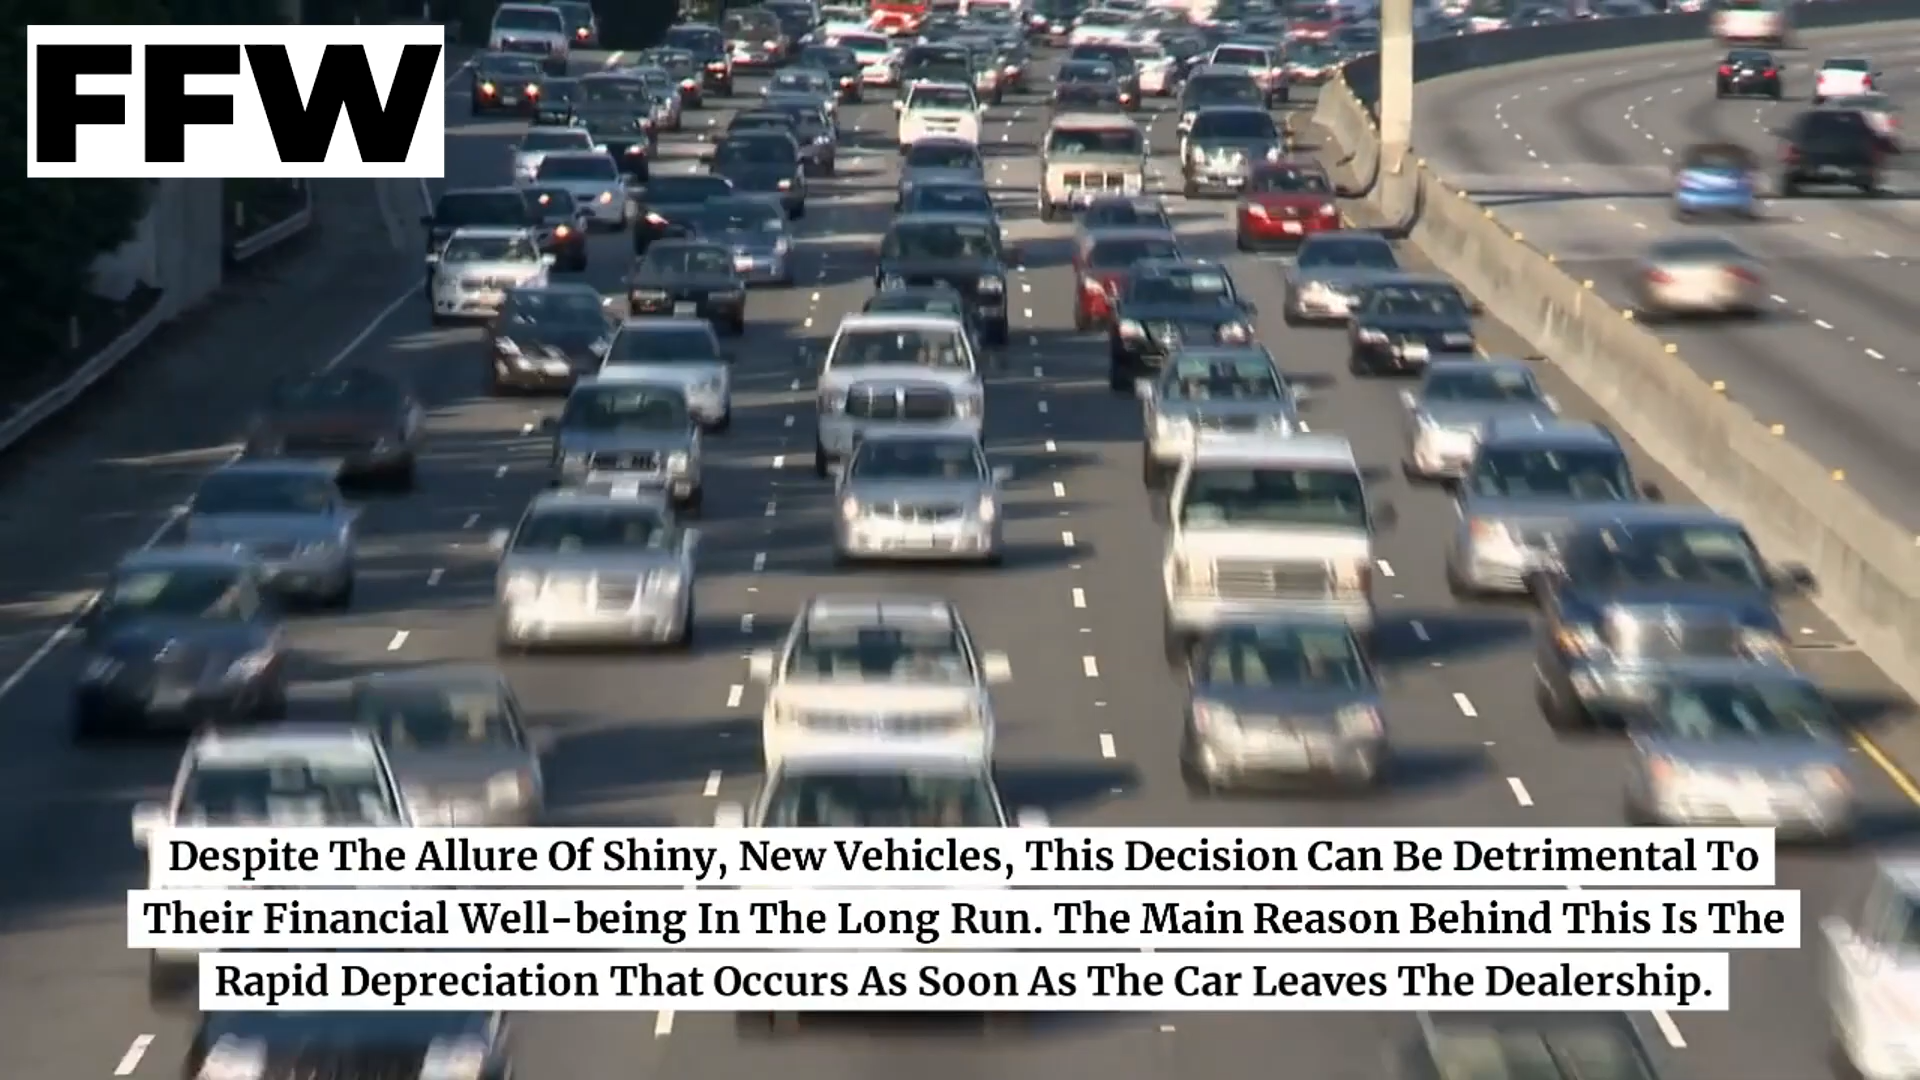 FFW
Despite The Allure Of Shiny, New Vehicles, This Decision Can Be Detrimental To
Their Financial Well-being In The Long Run. The Main Reason Behind This Is The
Rapid Depreciation That Occurs As Soon As The Car Leaves The Dealership.